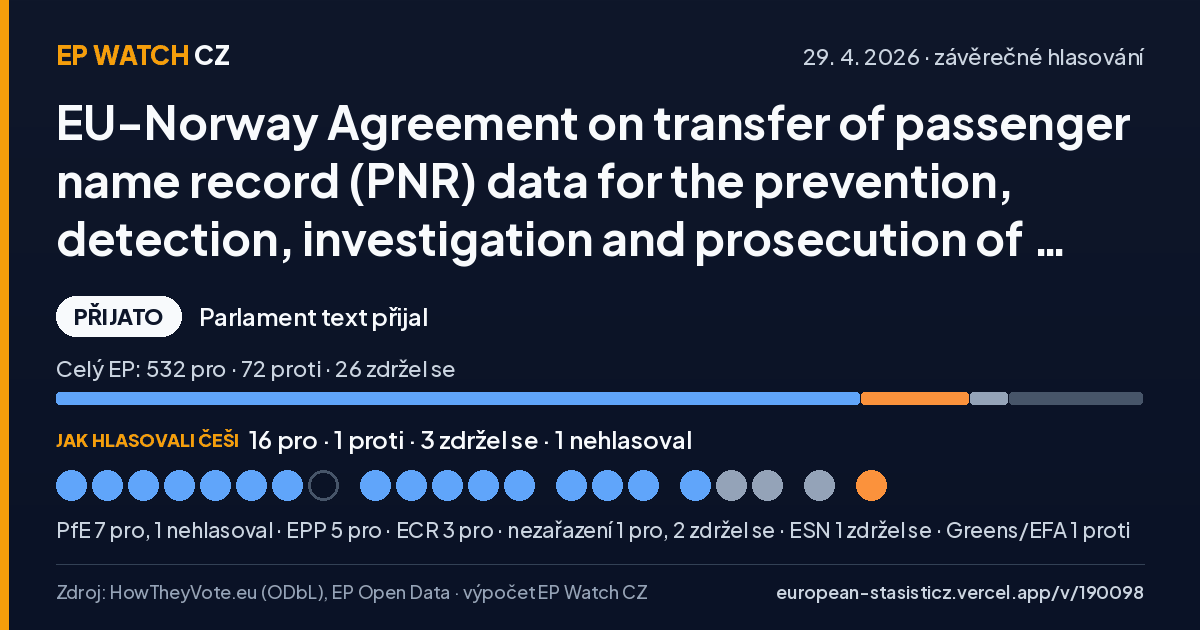 EP WATCH CZ
29. 4. 2026 · závěrečné hlasování
EU–Norway Agreement on transfer of passenger
name record (PNR) data for the prevention,
detection, investigation and prosecution of …
PŘIJATO Parlament text přijal
Celý EP: 532 pro · 72 proti · 26 zdržel se
JAK HLASOVALI ČEŠI 16 pro · 1 proti · 3 zdržel se · 1 nehlasoval
PfE 7 pro, 1 nehlasoval · EPP 5 pro · ECR 3 pro · nezařazení 1 pro, 2 zdržel se · ESN 1 zdržel se · Greens/EFA 1 proti
Zdroj: HowTheyVote.eu (ODbL), EP Open Data · výpočet EP Watch CZ
european-stasisticz.vercel.app/v/190098